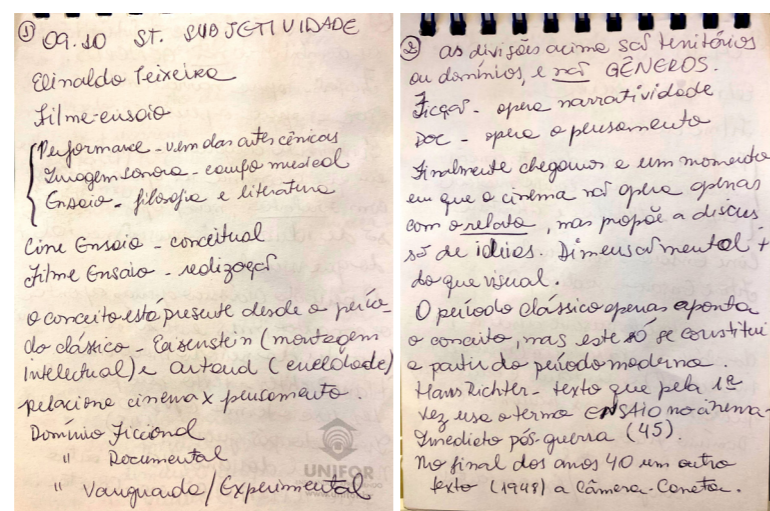 ① 09.10 ST. SUBJETIVIDADE
Elinaldo Teixeira
Filme-ensaio
Performance - vem das artes cênicas
Imagem sonora - campo musical
Ensaio - filosofia e literatura
Cine Ensaio - conceitual
Filme Ensaio - realização
O conceito está presente desde o perío-
do clássico - Eisenstein (montagem
intelectual) e Artaud (crueldade)
relaciona cinema x pensamento.
Domínio Ficcional
" Documental
" Vanguarda/Experimental
UNIFOR
② as divisões acima são territórios
ou domínios, e não GÊNEROS.
Ficção - opera narratividade
Doc - opera o pensamento
Finalmente chegamos a um momento
em que o cinema não opera apenas
com o relato, mas propõe a discus
são de idéias. Dimensão mental +
do que visual.
O período clássico apenas aponta
o conceito, mas este só se constitui
a partir do período moderno.
Hans Richter - texto que pela 1ª
vez usa o termo ENSAIO no cinema -
Imediato pós-guerra (45).
No final dos anos 40 um outro
texto (1948) a Câmera-Caneta.